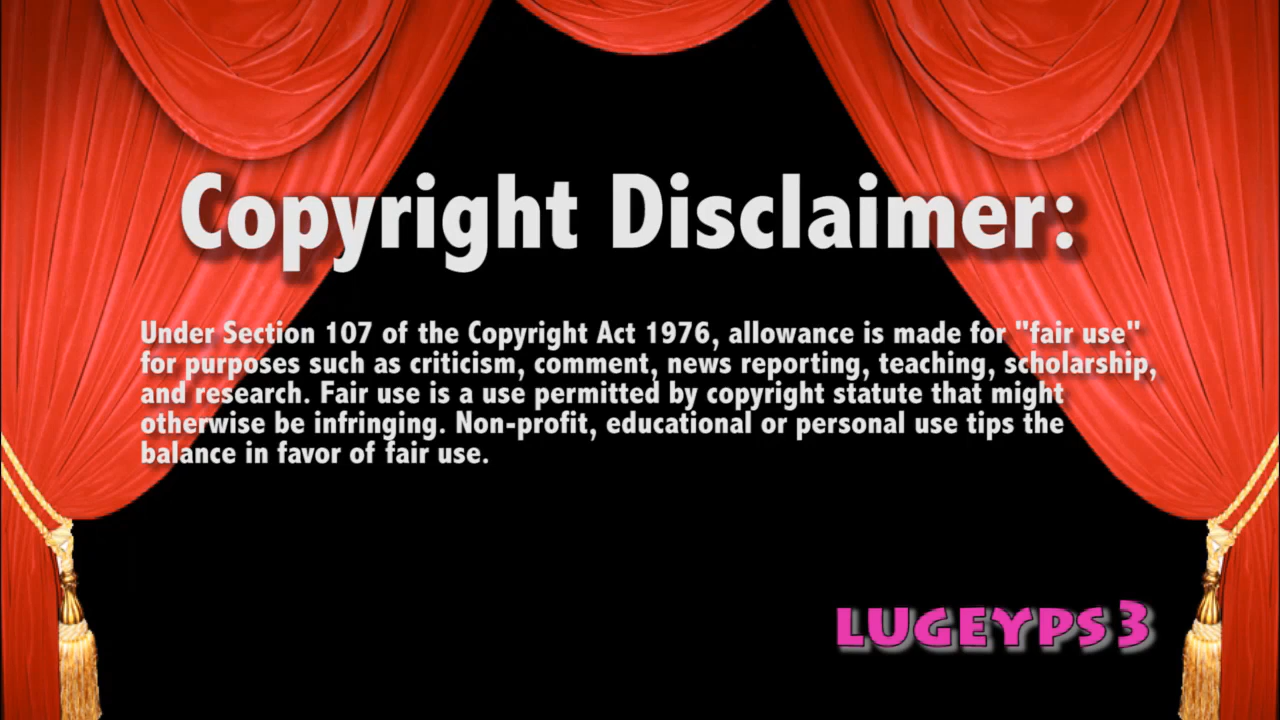 Copyright Disclaimer:
Under Section 107 of the Copyright Act 1976, allowance is made for "fair use"
for purposes such as criticism, comment, news reporting, teaching, scholarship,
and research. Fair use is a use permitted by copyright statute that might
otherwise be infringing. Non-profit, educational or personal use tips the
balance in favor of fair use.
LUGEYPS3